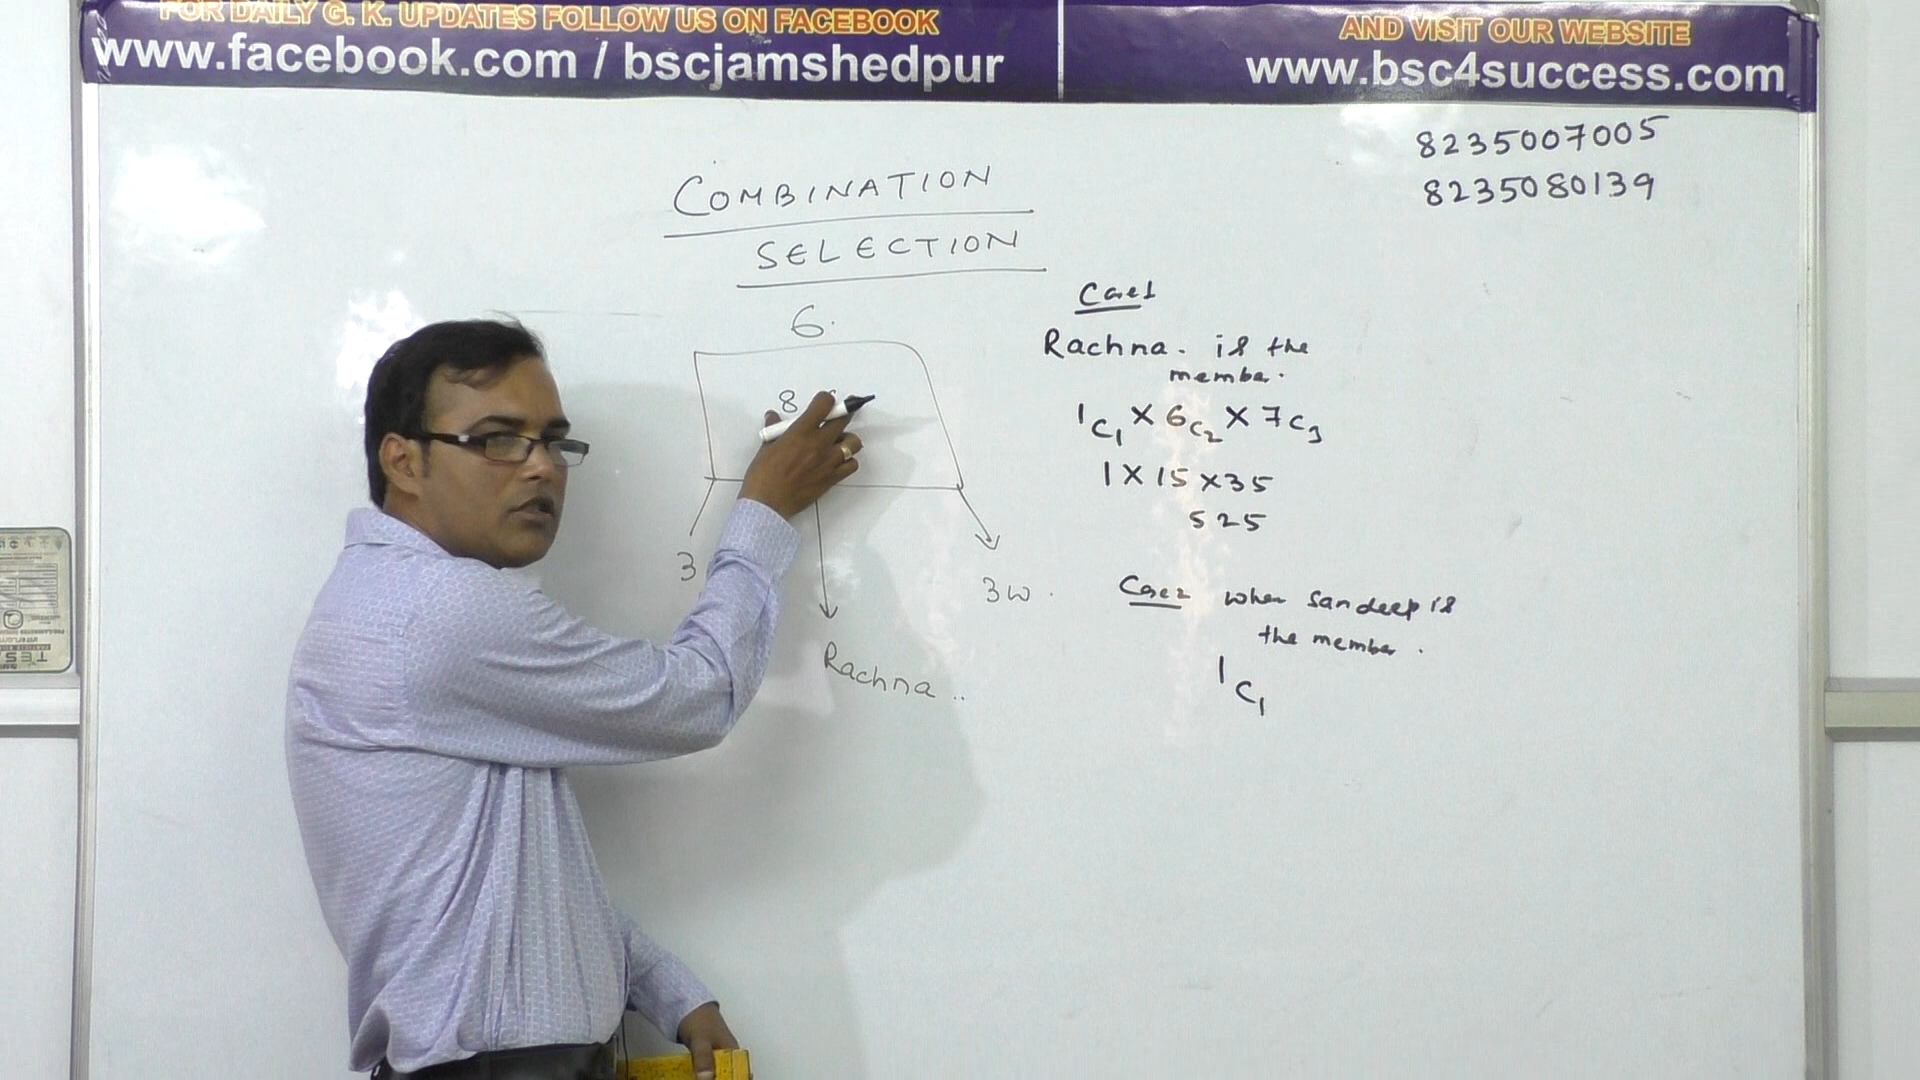 FOR DAILY G. K. UPDATES FOLLOW US ON FACEBOOK
www.facebook.com / bscjamshedpur
AND VISIT OUR WEBSITE
www.bsc4success.com
8235007005
8235080139
COMBINATION
SELECTION
6.
8
3
3W.
Rachna..
Case1
Rachna. is the
member.
1C1 X 6C2 X 7C3
1 X 15 X 35
525
Case2 when sandeep is
the member.
1C1